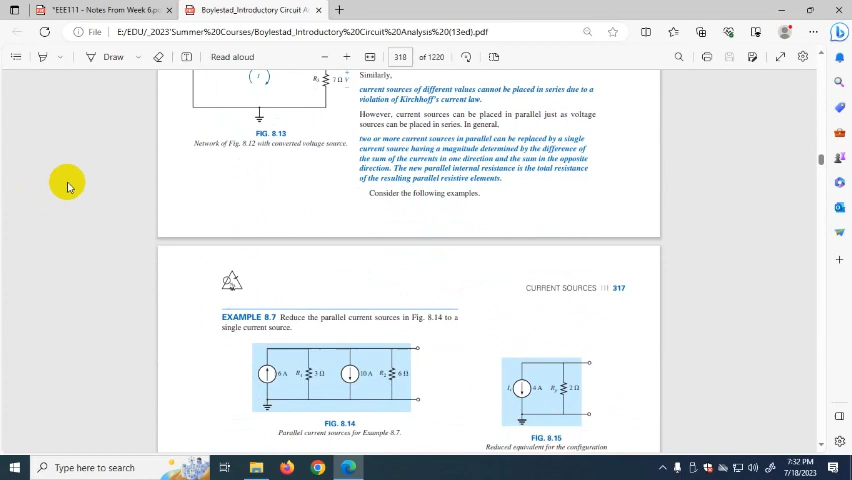 *EEE111 - Notes From Week 6.p
Boylestad_Introductory Circuit A
File E:/EDU/_2023'Summer%20Courses/Boylestad_Introductory%20Circuit%20Analysis%20(13ed).pdf
Draw Read aloud 318 of 1220
I
R₂ 7 Ω V
FIG. 8.13
Network of Fig. 8.12 with converted voltage source.
Similarly,
current sources of different values cannot be placed in series due to a
violation of Kirchhoff's current law.
However, current sources can be placed in parallel just as voltage
sources can be placed in series. In general,
two or more current sources in parallel can be replaced by a single
current source having a magnitude determined by the difference of
the sum of the currents in one direction and the sum in the opposite
direction. The new parallel internal resistance is the total resistance
of the resulting parallel resistive elements.
Consider the following examples.
CURRENT SOURCES 317
EXAMPLE 8.7 Reduce the parallel current sources in Fig. 8.14 to a
single current source.
6 A R₁ 3 Ω 10 A R₂ 6 Ω
FIG. 8.14
Parallel current sources for Example 8.7.
Iₛ 4 A Rₚ 2 Ω
FIG. 8.15
Reduced equivalent for the configuration
Type here to search
7:32 PM
7/18/2023